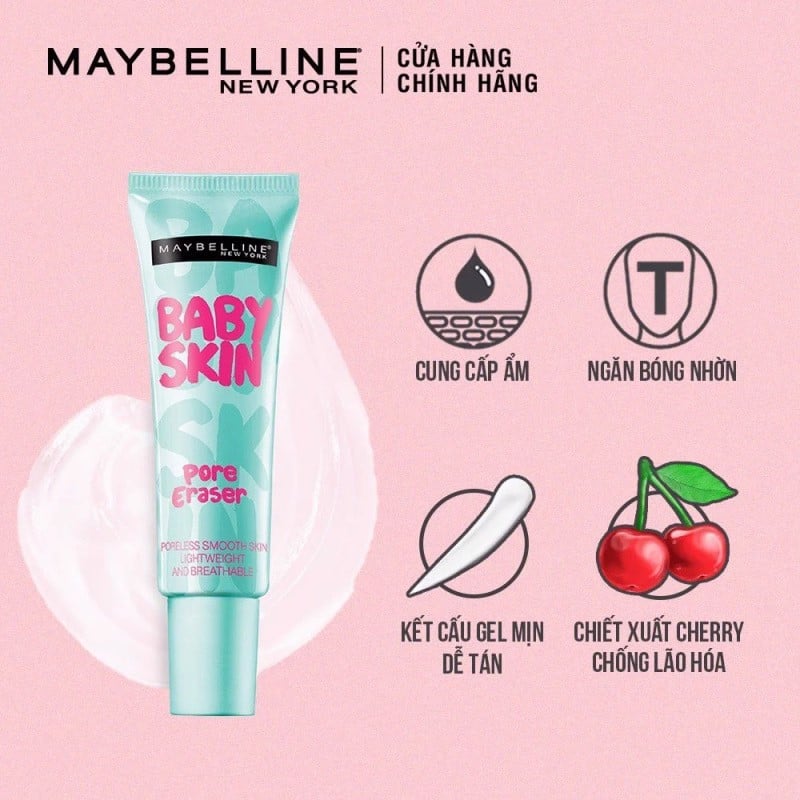 MAYBELLINE
NEW YORK
CỬA HÀNG
CHÍNH HÃNG
MAYBELLINE
NEW YORK
BABY
SKIN
Pore
Eraser
PORELESS SMOOTH SKIN
LIGHTWEIGHT
AND BREATHABLE
CUNG CẤP ẨM
T
NGĂN BÓNG NHỜN
KẾT CẤU GEL MỊN
DỄ TÁN
CHIẾT XUẤT CHERRY
CHỐNG LÃO HÓA